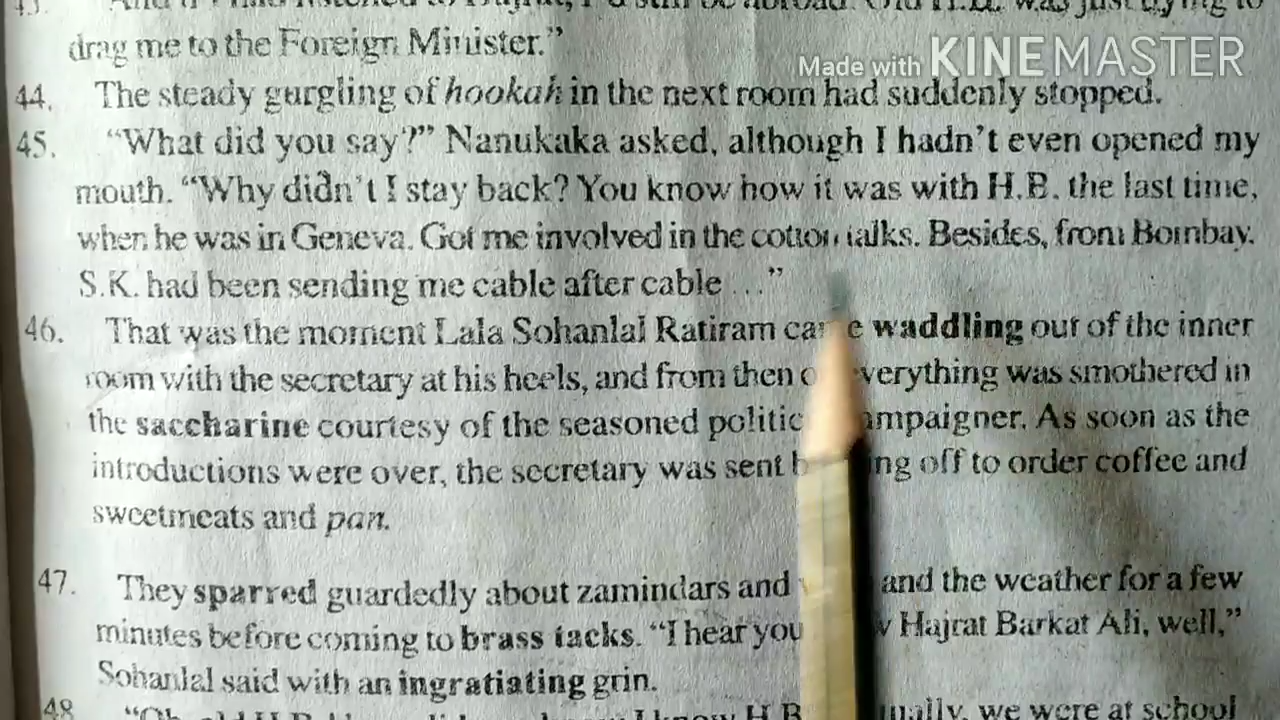 Made with KINEMASTER
drag me to the Foreign Minister."
44. The steady gurgling of hookah in the next room had suddenly stopped.
45. "What did you say?" Nanukaka asked, although I hadn't even opened my
mouth. "Why didn't I stay back? You know how it was with H.B. the last time,
when he was in Geneva. Got me involved in the cotton talks. Besides, from Bombay.
S.K. had been sending me cable after cable ..."
46. That was the moment Lala Sohanlal Ratiram came waddling out of the inner
room with the secretary at his heels, and from then everything was smothered in
the saccharine courtesy of the seasoned campaigner. As soon as the
introductions were over, the secretary was sent off to order coffee and
sweetmeats and pan.
47. They sparred guardedly about zamindars and and the weather for a few
minutes before coming to brass tacks. "I hear you Hajrat Barkat Ali, well,"
Sohanlal said with an ingratiating grin.
48 we were at school